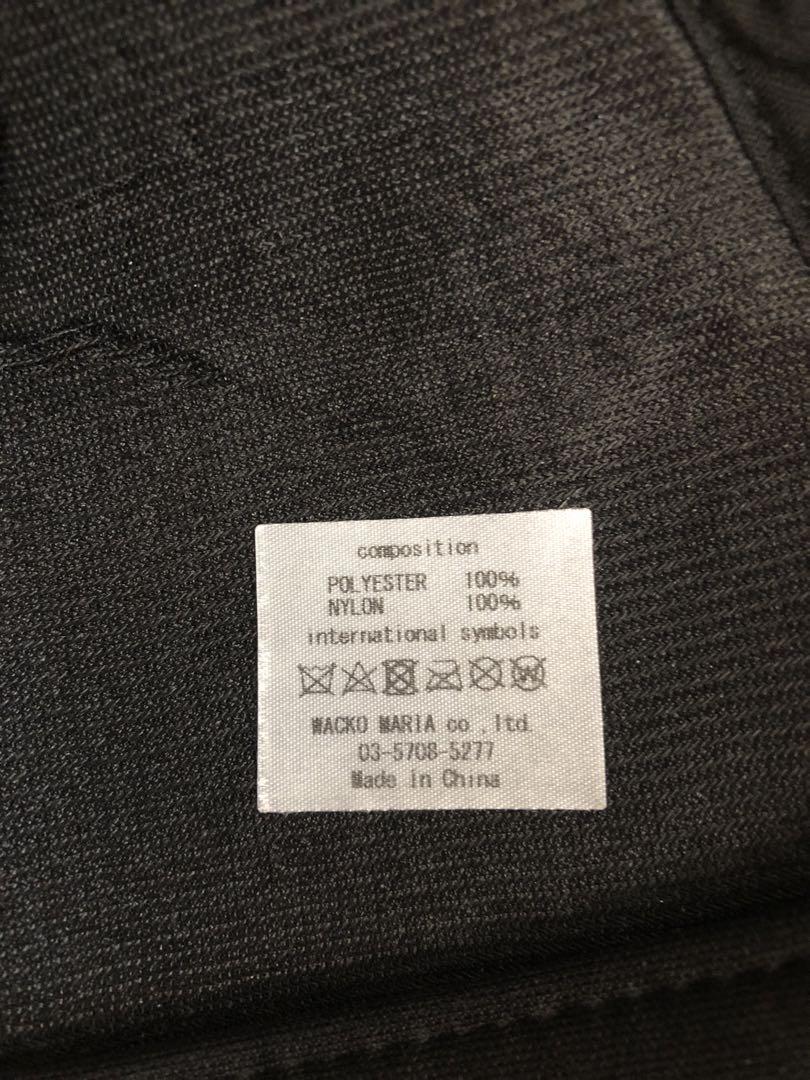 composition
POLYESTER 100%
NYLON 100%
international symbols
WACKO MARIA co .ltd.
03-5708-5277
Made in China